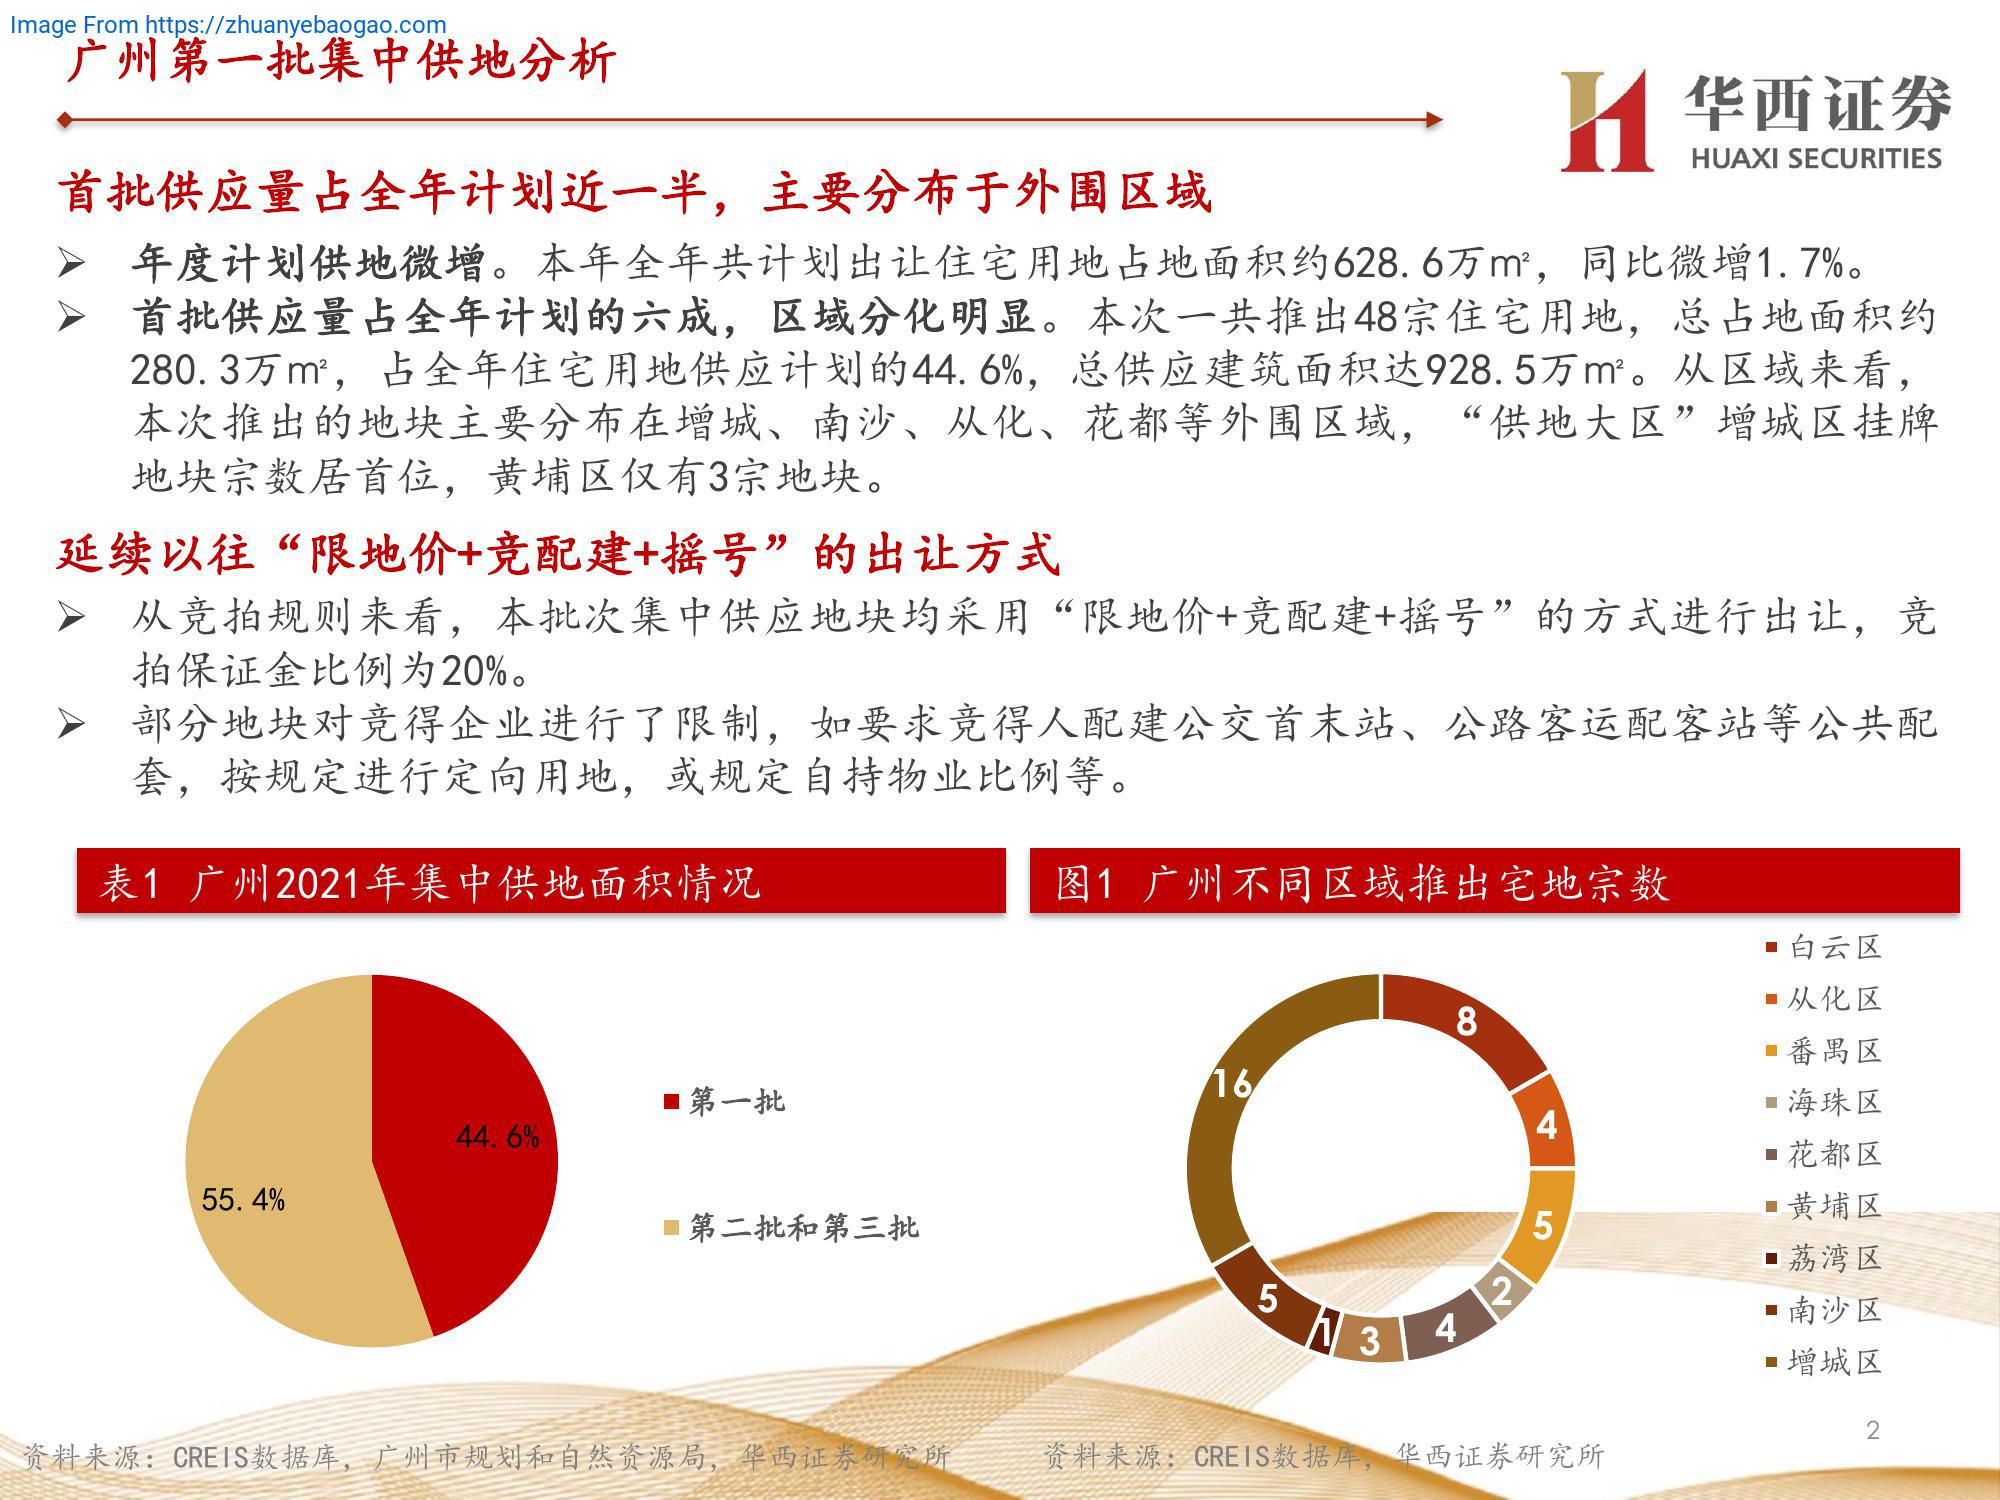 Image From https://zhuanyebaogao.com
广州第一批集中供地分析
华西证券
HUAXI SECURITIES
首批供应量占全年计划近一半，主要分布于外围区域
年度计划供地微增。本年全年共计划出让住宅用地占地面积约628.6万㎡，同比微增1.7%。
首批供应量占全年计划的六成，区域分化明显。本次一共推出48宗住宅用地，总占地面积约
280.3万㎡，占全年住宅用地供应计划的44.6%，总供应建筑面积达928.5万㎡。从区域来看，
本次推出的地块主要分布在增城、南沙、从化、花都等外围区域，“供地大区”增城区挂牌
地块宗数居首位，黄埔区仅有3宗地块。
延续以往“限地价+竞配建+摇号”的出让方式
从竞拍规则来看，本批次集中供应地块均采用“限地价+竞配建+摇号”的方式进行出让，竞
拍保证金比例为20%。
部分地块对竞得企业进行了限制，如要求竞得人配建公交首末站、公路客运配客站等公共配
套，按规定进行定向用地，或规定自持物业比例等。
表1 广州2021年集中供地面积情况
44.6%
55.4%
第一批
第二批和第三批
图1 广州不同区域推出宅地宗数
8
4
5
2
4
3
1
5
16
白云区
从化区
番禺区
海珠区
花都区
黄埔区
荔湾区
南沙区
增城区
资料来源：CREIS数据库，广州市规划和自然资源局，华西证券研究所
资料来源：CREIS数据库，华西证券研究所
2